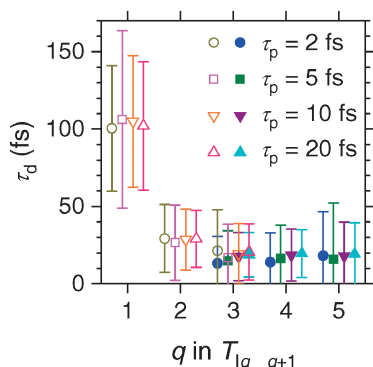 150
100
50
0
τd (fs)
τp = 2 fs
τp = 5 fs
τp = 10 fs
τp = 20 fs
1 2 3 4 5
q in T|q q+1